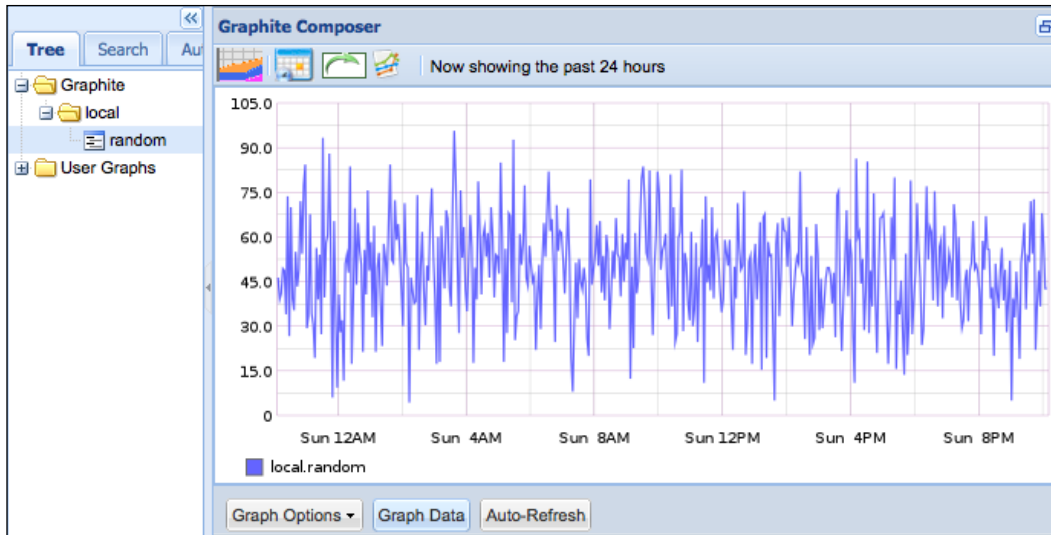 Tree Search Au
Graphite
local
random
User Graphs
Graphite Composer
Now showing the past 24 hours
105.0
90.0
75.0
60.0
45.0
30.0
15.0
0
Sun 12AM Sun 4AM Sun 8AM Sun 12PM Sun 4PM Sun 8PM
local.random
Graph Options Graph Data Auto-Refresh